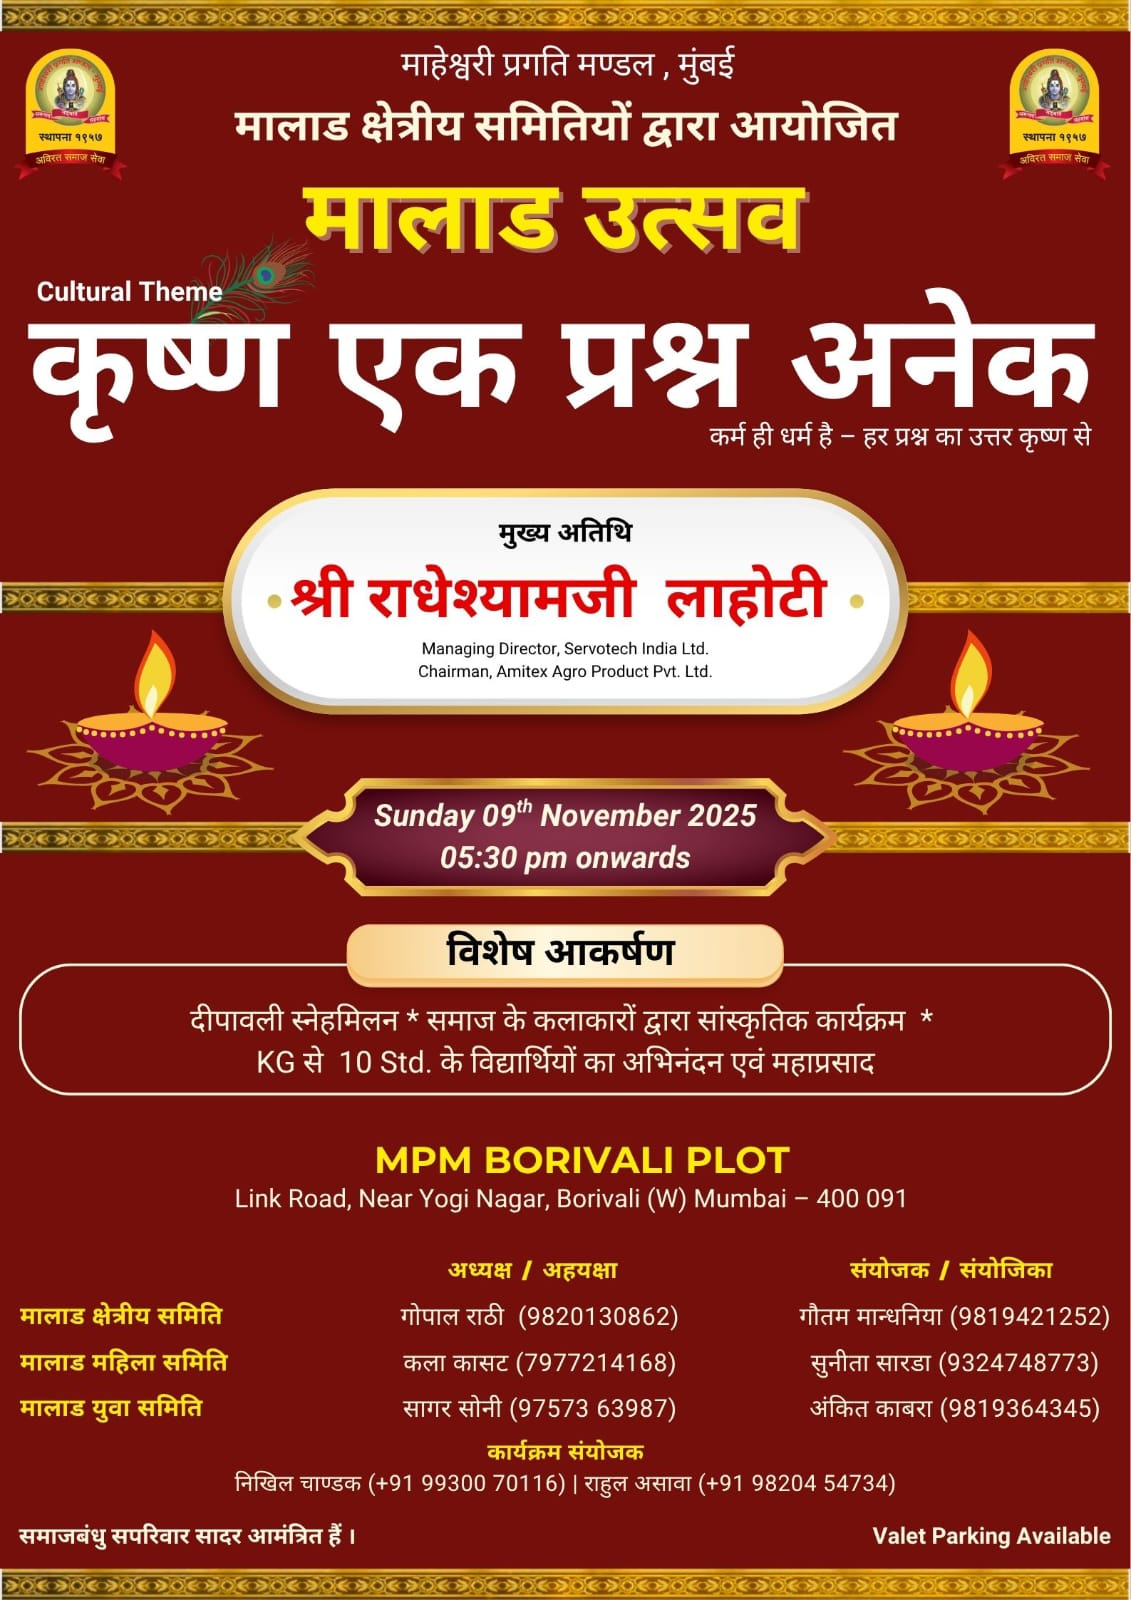 माहेश्वरी प्रगति मण्डल , मुंबई
मालाड क्षेत्रीय समितियों द्वारा आयोजित
स्थापना १९५७
अविरत समाज सेवा
स्थापना १९५७
अविरत समाज सेवा
मालाड उत्सव
Cultural Theme
कृष्ण एक प्रश्न अनेक
कर्म ही धर्म है – हर प्रश्न का उत्तर कृष्ण से
मुख्य अतिथि
श्री राधेश्यामजी लाहोटी
Managing Director, Servotech India Ltd.
Chairman, Amitex Agro Product Pvt. Ltd.
Sunday 09th November 2025
05:30 pm onwards
विशेष आकर्षण
दीपावली स्नेहमिलन * समाज के कलाकारों द्वारा सांस्कृतिक कार्यक्रम *
KG से 10 Std. के विद्यार्थियों का अभिनंदन एवं महाप्रसाद
MPM BORIVALI PLOT
Link Road, Near Yogi Nagar, Borivali (W) Mumbai – 400 091
अध्यक्ष / अहयक्षा संयोजक / संयोजिका
मालाड क्षेत्रीय समिति गोपाल राठी (9820130862) गौतम मान्धनिया (9819421252)
मालाड महिला समिति कला कासट (7977214168) सुनीता सारडा (9324748773)
मालाड युवा समिति सागर सोनी (97573 63987) अंकित काबरा (9819364345)
कार्यक्रम संयोजक
निखिल चाण्डक (+91 99300 70116) | राहुल असावा (+91 98204 54734)
समाजबंधु सपरिवार सादर आमंत्रित हैं । Valet Parking Available